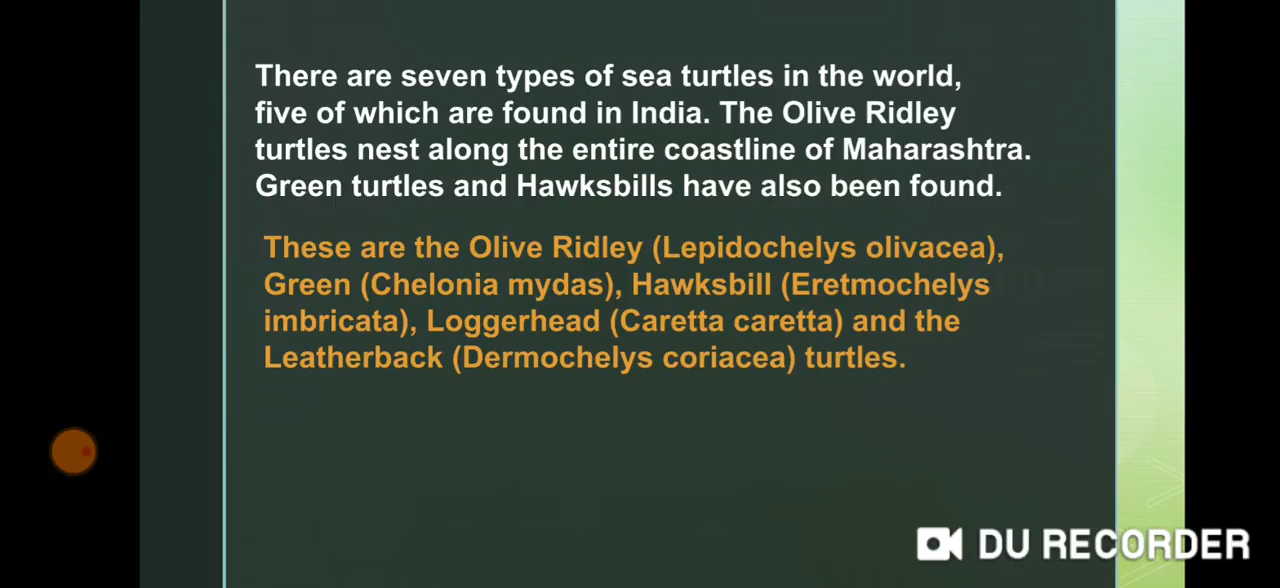 There are seven types of sea turtles in the world,
five of which are found in India. The Olive Ridley
turtles nest along the entire coastline of Maharashtra.
Green turtles and Hawksbills have also been found.
These are the Olive Ridley (Lepidochelys olivacea),
Green (Chelonia mydas), Hawksbill (Eretmochelys
imbricata), Loggerhead (Caretta caretta) and the
Leatherback (Dermochelys coriacea) turtles.
DU RECORDER